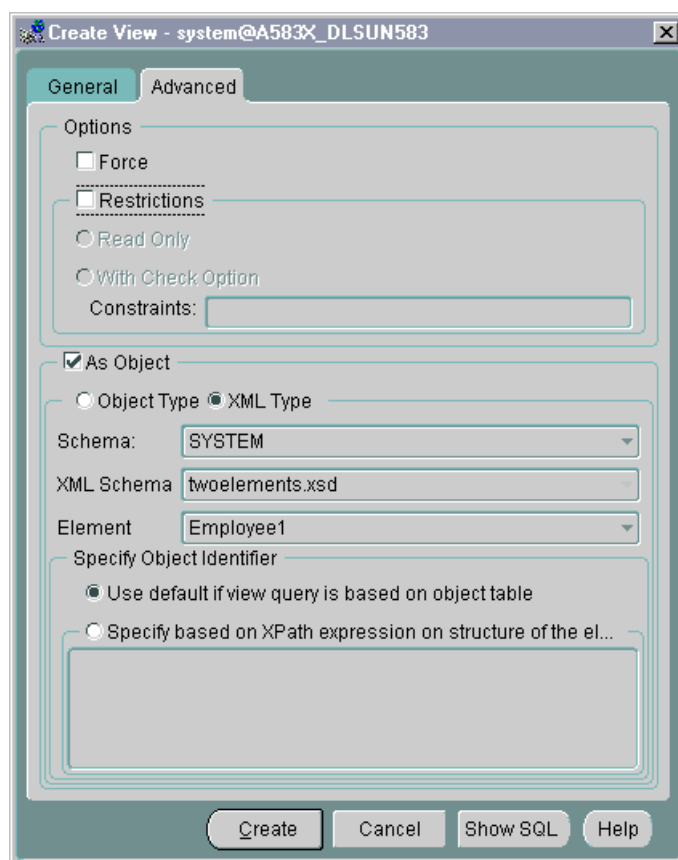 Create View - system@A583X_DLSUN583
General Advanced
Options
Force
Restrictions
Read Only
With Check Option
Constraints:
As Object
Object Type XML Type
Schema: SYSTEM
XML Schema twoelements.xsd
Element Employee1
Specify Object Identifier
Use default if view query is based on object table
Specify based on XPath expression on structure of the el...
Create Cancel Show SQL Help